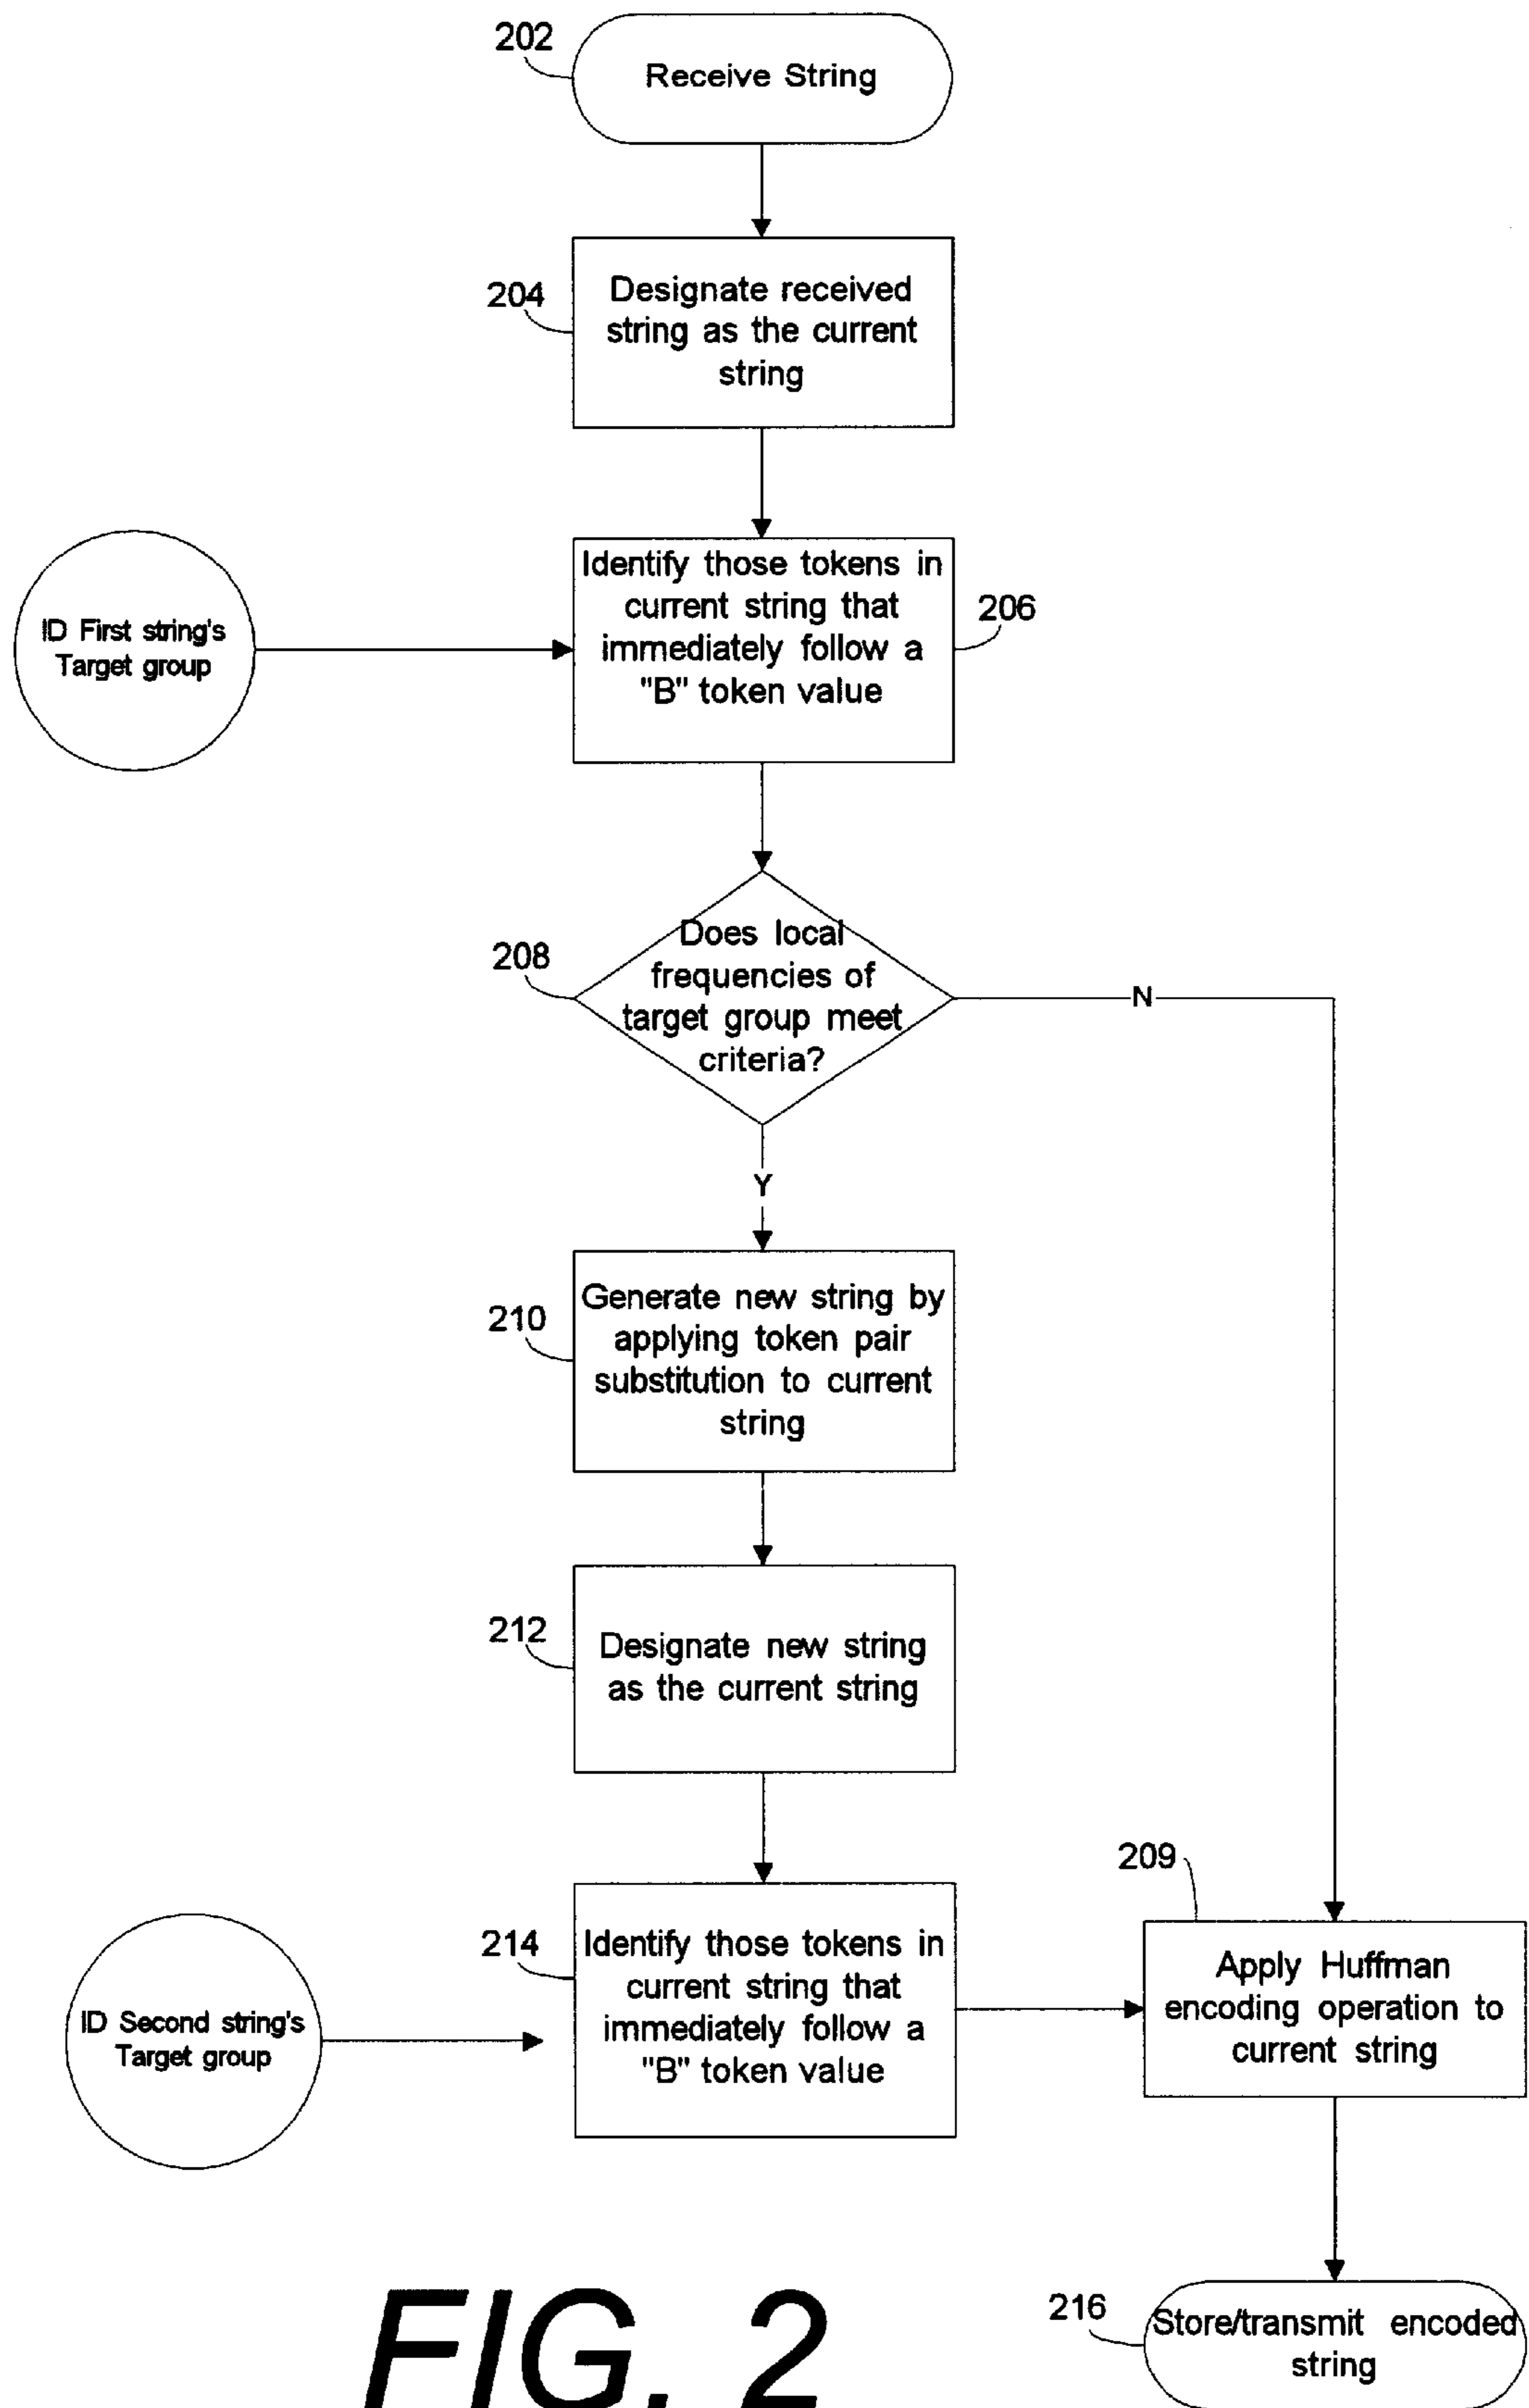 202
Receive String
204
Designate received
string as the current
string
ID First string's
Target group
Identify those tokens in
current string that
immediately follow a
"B" token value
206
208
Does local
frequencies of
target group meet
criteria?
N
Y
210
Generate new string by
applying token pair
substitution to current
string
212
Designate new string
as the current string
209
214
Identify those tokens in
current string that
immediately follow a
"B" token value
ID Second string's
Target group
Apply Huffman
encoding operation to
current string
216
Store/transmit encoded
string
FIG. 2